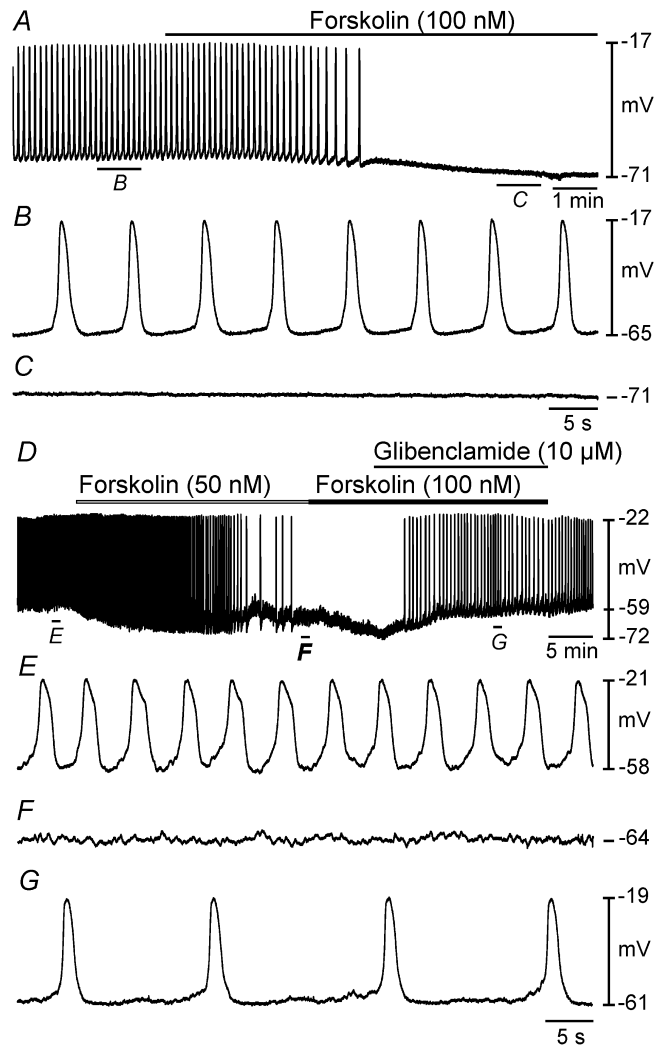 A
Forskolin (100 nM)
-17
mV
-71
B
C
1 min
B
-17
mV
-65
C
-71
5 s
D
Glibenclamide (10 µM)
Forskolin (50 nM)
Forskolin (100 nM)
-22
mV
-59
-72
E
F
G
5 min
E
-21
mV
-58
F
-64
G
-19
mV
-61
5 s